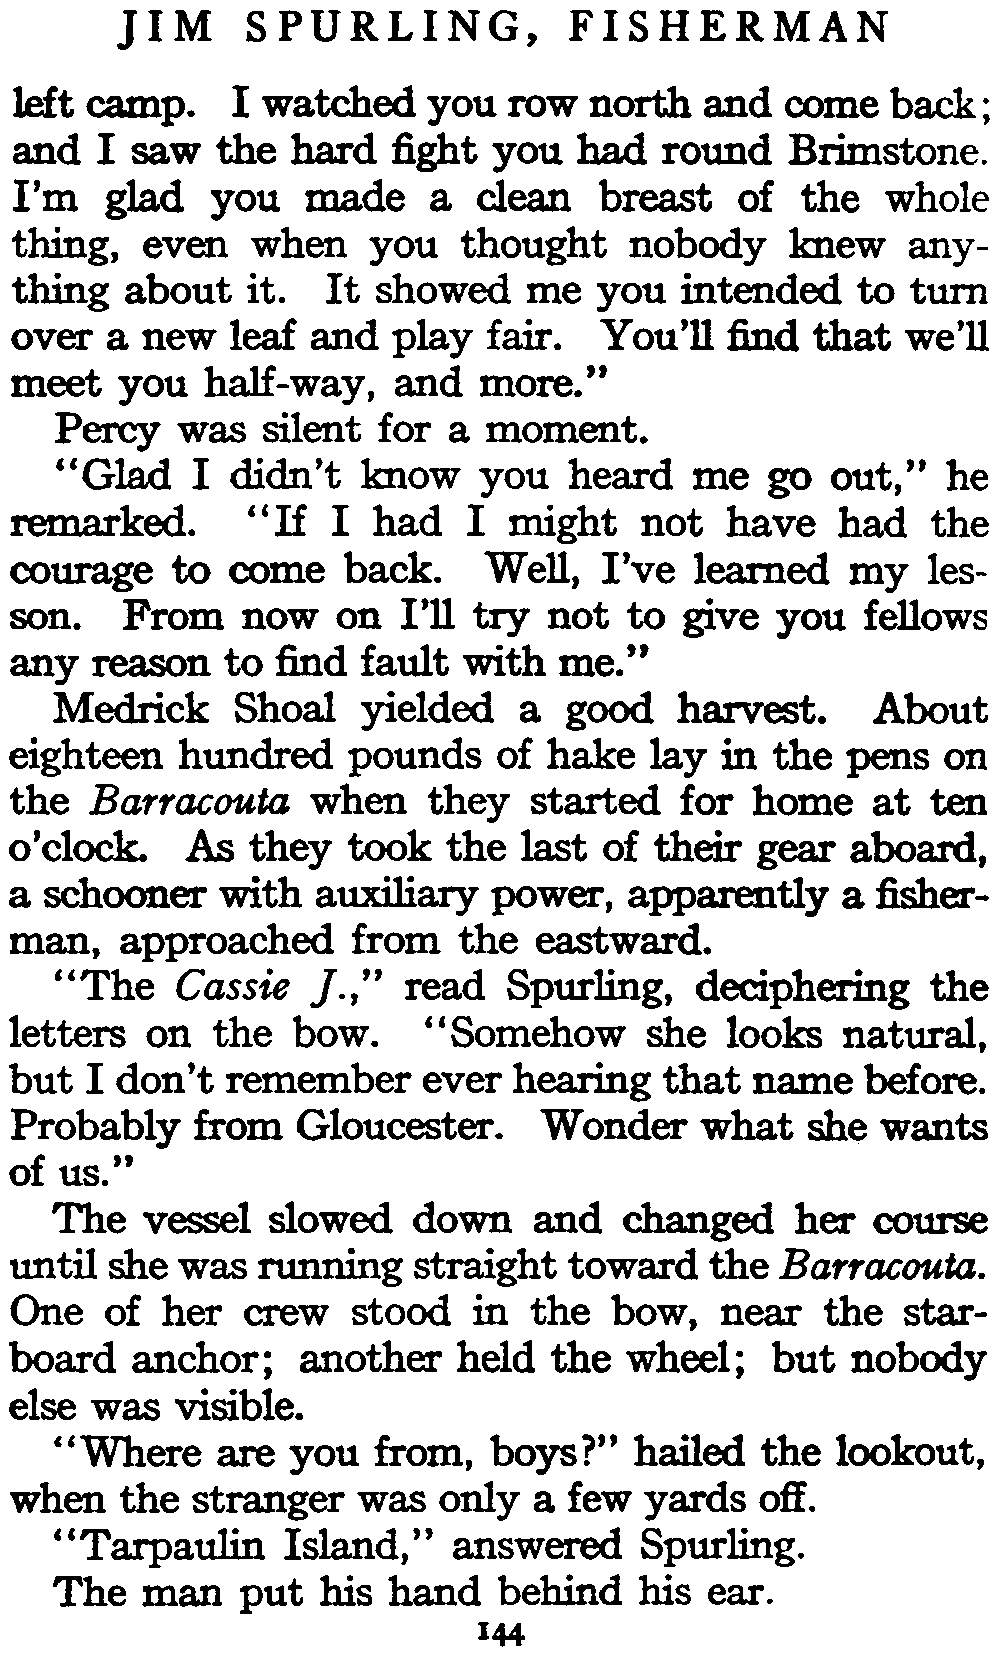 JIM SPURLING, FISHERMAN
left camp. I watched you row north and come back;
and I saw the hard fight you had round Brimstone.
I'm glad you made a clean breast of the whole
thing, even when you thought nobody knew any-
thing about it. It showed me you intended to turn
over a new leaf and play fair. You'll find that we'll
meet you half-way, and more."
Percy was silent for a moment.
"Glad I didn't know you heard me go out," he
remarked. "If I had I might not have had the
courage to come back. Well, I've learned my les-
son. From now on I'll try not to give you fellows
any reason to find fault with me."
Medrick Shoal yielded a good harvest. About
eighteen hundred pounds of hake lay in the pens on
the Barracouta when they started for home at ten
o'clock. As they took the last of their gear aboard,
a schooner with auxiliary power, apparently a fisher-
man, approached from the eastward.
"The Cassie J.," read Spurling, deciphering the
letters on the bow. "Somehow she looks natural,
but I don't remember ever hearing that name before.
Probably from Gloucester. Wonder what she wants
of us."
The vessel slowed down and changed her course
until she was running straight toward the Barracouta.
One of her crew stood in the bow, near the star-
board anchor; another held the wheel; but nobody
else was visible.
"Where are you from, boys?" hailed the lookout,
when the stranger was only a few yards off.
"Tarpaulin Island," answered Spurling.
The man put his hand behind his ear.
144